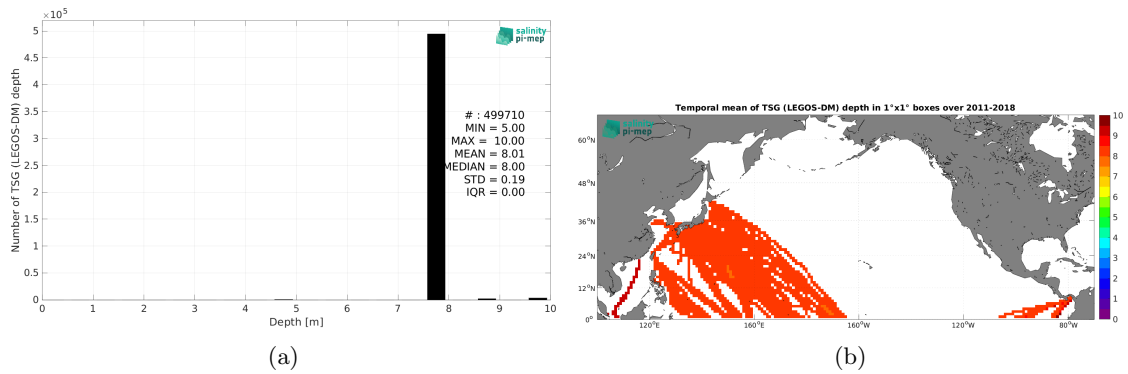 ×10⁵
5
4.5
4
3.5
3
2.5
2
1.5
1
0.5
0
Number of TSG (LEGOS-DM) depth
salinity
pi-mep
# : 499710
MIN = 5.00
MAX = 10.00
MEAN = 8.01
MEDIAN = 8.00
STD = 0.19
IQR = 0.00
0 1 2 3 4 5 6 7 8 9 10
Depth [m]
(a)
Temporal mean of TSG (LEGOS-DM) depth in 1°x1° boxes over 2011-2018
salinity
pi-mep
60°N
48°N
36°N
24°N
12°N
0°
120°E 160°E 160°W 120°W 80°W
10
9
8
7
6
5
4
3
2
1
0
(b)